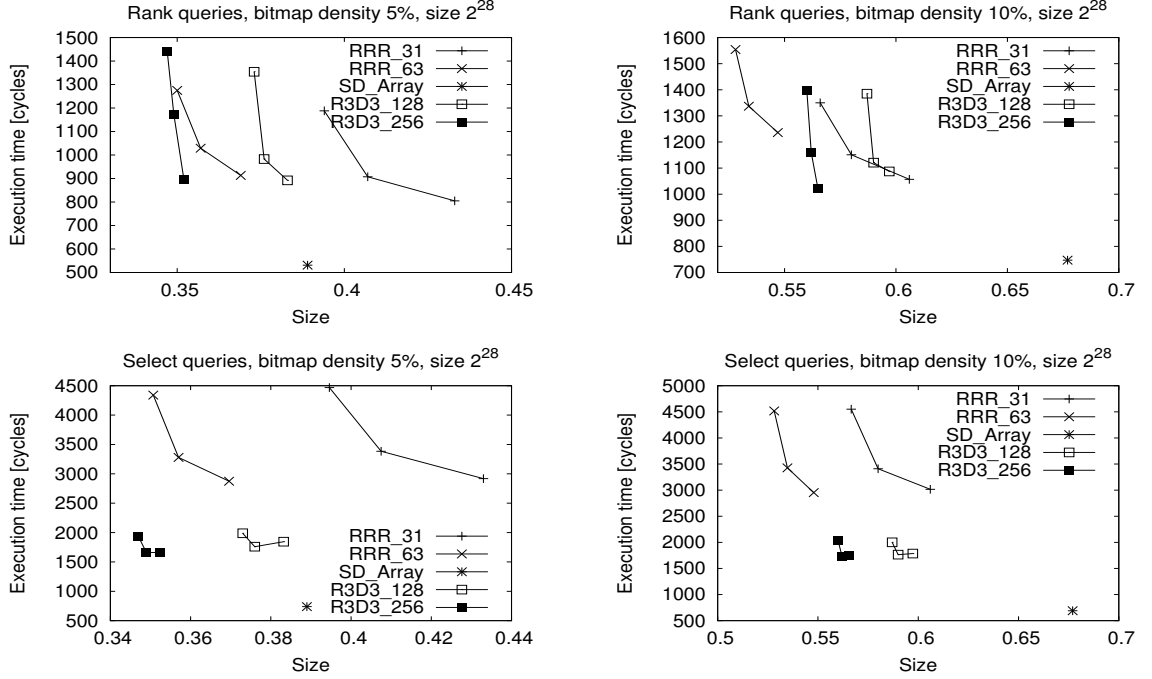 Rank queries, bitmap density 5%, size 2^28
Execution time [cycles]
1500
1400
1300
1200
1100
1000
900
800
700
600
500
0.35
0.4
0.45
Size
RRR_31
RRR_63
SD_Array
R3D3_128
R3D3_256
Rank queries, bitmap density 10%, size 2^28
Execution time [cycles]
1600
1500
1400
1300
1200
1100
1000
900
800
700
0.55
0.6
0.65
0.7
Size
RRR_31
RRR_63
SD_Array
R3D3_128
R3D3_256
Select queries, bitmap density 5%, size 2^28
Execution time [cycles]
4500
4000
3500
3000
2500
2000
1500
1000
500
0.34
0.36
0.38
0.4
0.42
0.44
Size
RRR_31
RRR_63
SD_Array
R3D3_128
R3D3_256
Select queries, bitmap density 10%, size 2^28
Execution time [cycles]
5000
4500
4000
3500
3000
2500
2000
1500
1000
500
0.5
0.55
0.6
0.65
0.7
Size
RRR_31
RRR_63
SD_Array
R3D3_128
R3D3_256